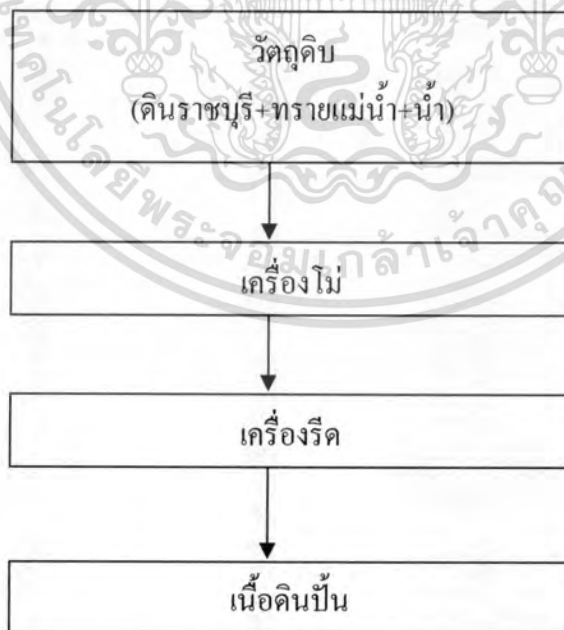 วัตถุดิบ
(ดินราชบุรี+ทรายแม่น้ำ+น้ำ)
เครื่องโม่
เครื่องรีด
เนื้อดินปั้น